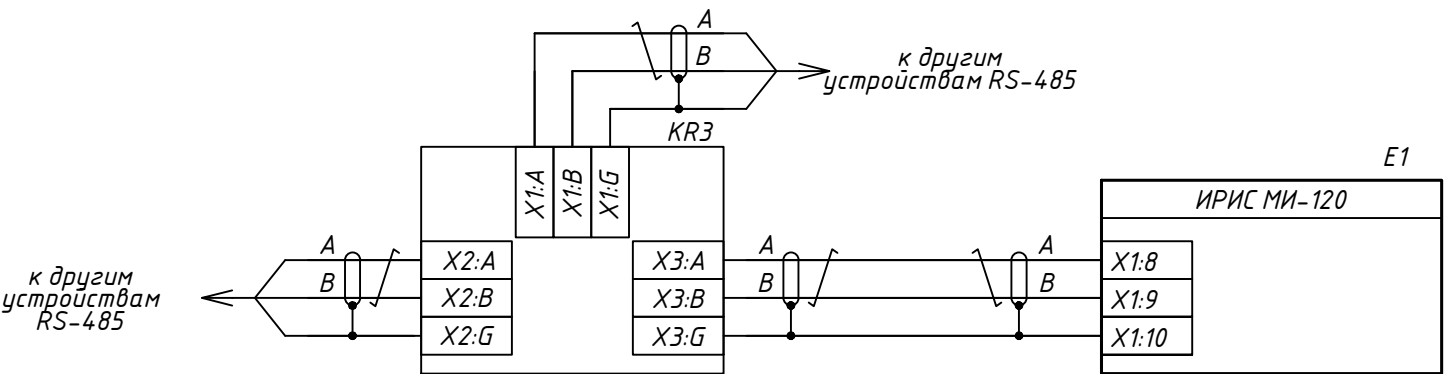 A
B
к другим
устройствам RS-485
KR3
X1:A
X1:B
X1:G
E1
ИРИС МИ-120
к другим
устройствам
RS-485
A
B
X2:A
X2:B
X2:G
X3:A
X3:B
X3:G
A
B
A
B
X1:8
X1:9
X1:10